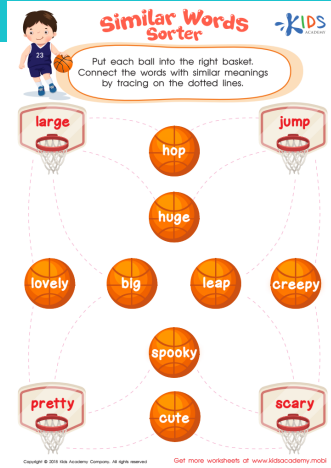 Similar Words
Sorter
KIDS
ACADEMY
23
Put each ball into the right basket.
Connect the words with similar meanings
by tracing on the dotted lines.
large
jump
hop
huge
lovely
big
leap
creepy
spooky
pretty
scary
cute
Copyright © 2016 Kids Academy Company. All rights reserved
Get more worksheets at www.kidsacademy.mobi